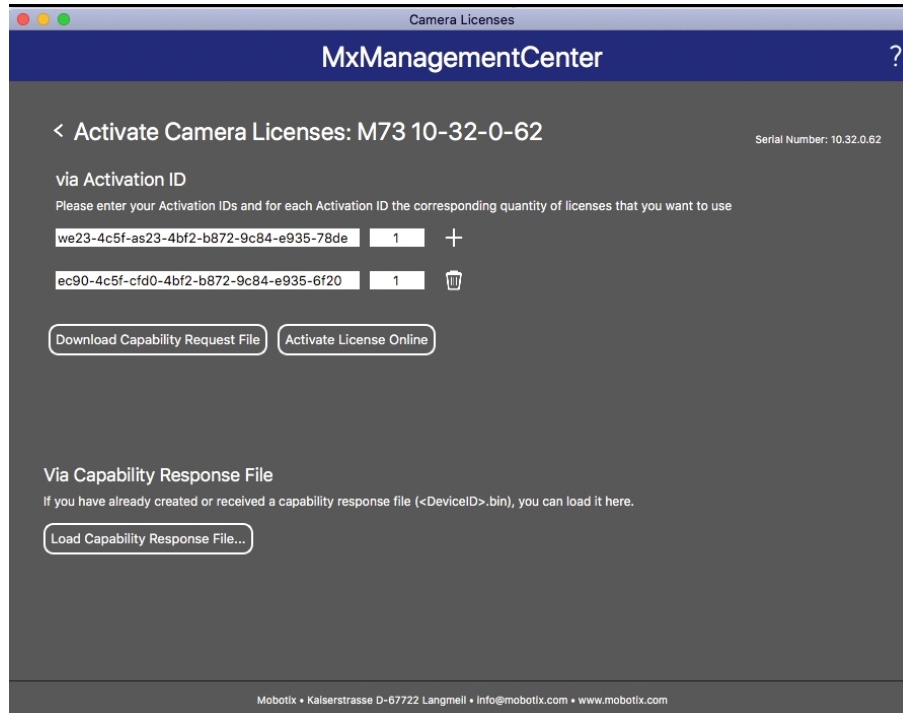 Camera Licenses
MxManagementCenter
?
< Activate Camera Licenses: M73 10-32-0-62
Serial Number: 10.32.0.62
via Activation ID
Please enter your Activation IDs and for each Activation ID the corresponding quantity of licenses that you want to use
we23-4c5f-as23-4bf2-b872-9c84-e935-78de 1 +
ec90-4c5f-cfd0-4bf2-b872-9c84-e935-6f20 1
Download Capability Request File Activate License Online
Via Capability Response File
If you have already created or received a capability response file (<DeviceID>.bin), you can load it here.
Load Capability Response File...
Mobotix • Kaiserstrasse D-67722 Langmeil • info@mobotix.com • www.mobotix.com